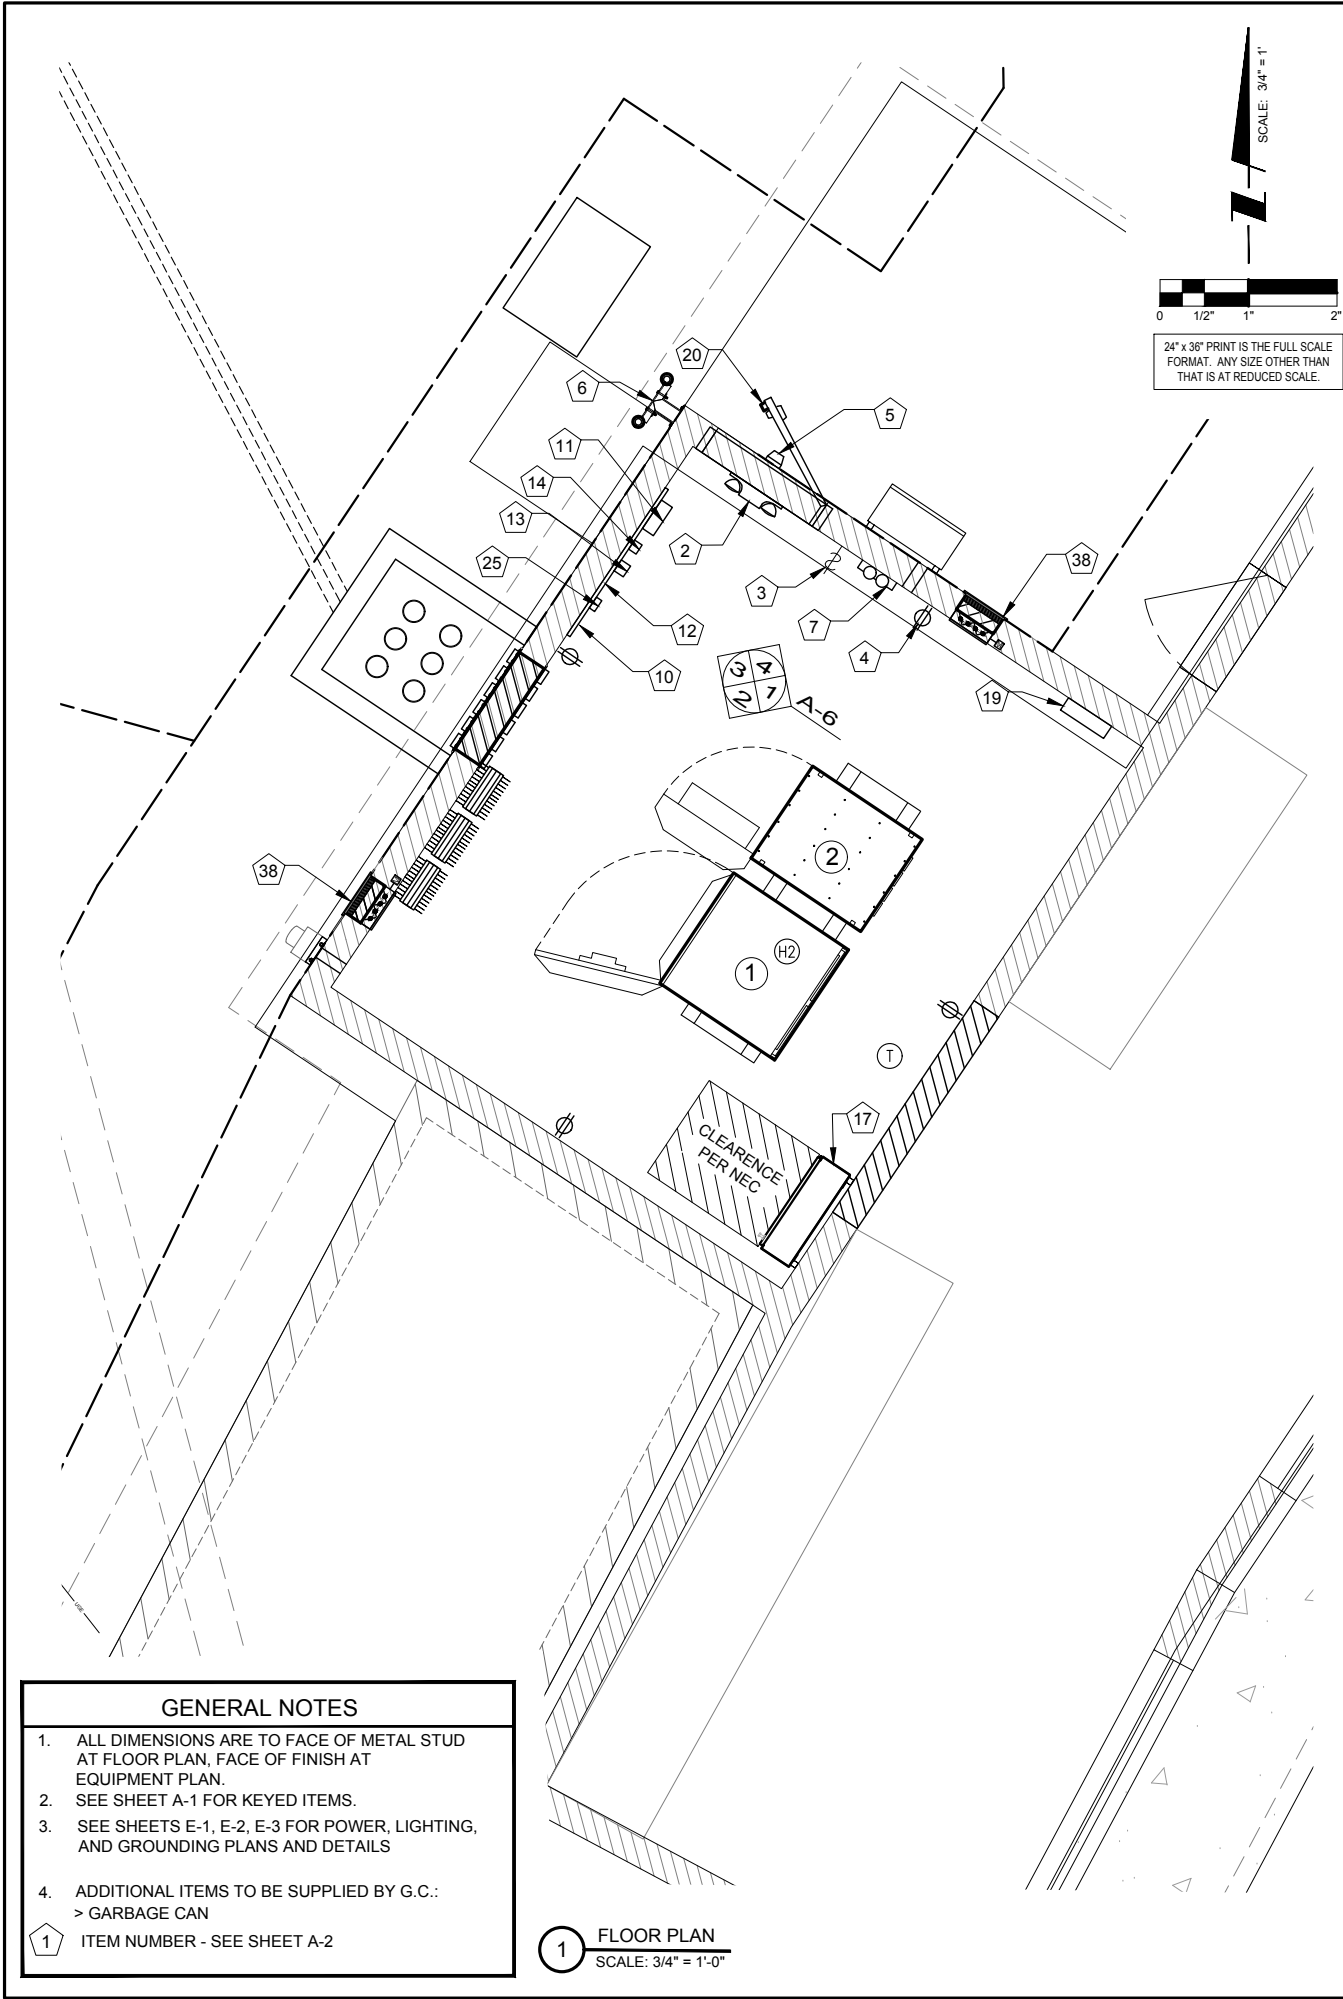 SCALE: 3/4" = 1'
N
0 1/2" 1" 2"
24" x 36" PRINT IS THE FULL SCALE
FORMAT. ANY SIZE OTHER THAN
THAT IS AT REDUCED SCALE.
20
6
5
11
14
13
2
25
3
38
7
12
4
10
19
3 4
2 1
A-6
2
38
H2
1
T
17
CLEARENCE
PER NEC
GENERAL NOTES
1. ALL DIMENSIONS ARE TO FACE OF METAL STUD
AT FLOOR PLAN, FACE OF FINISH AT
EQUIPMENT PLAN.
2. SEE SHEET A-1 FOR KEYED ITEMS.
3. SEE SHEETS E-1, E-2, E-3 FOR POWER, LIGHTING,
AND GROUNDING PLANS AND DETAILS
4. ADDITIONAL ITEMS TO BE SUPPLIED BY G.C.:
> GARBAGE CAN
1 ITEM NUMBER - SEE SHEET A-2
1 FLOOR PLAN
SCALE: 3/4" = 1'-0"